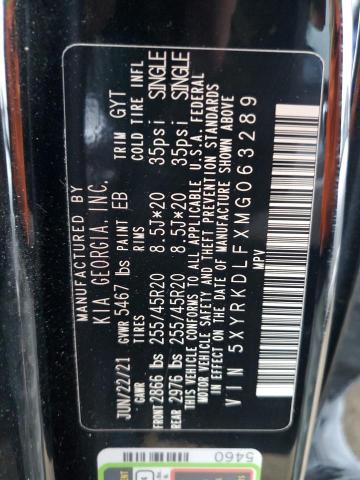 MANUFACTURED BY
KIA GEORGIA, INC.
JUN/22/21 GVWR 5467 lbs PAINT EB TRIM GYT
TIRES RIMS COLD TIRE INFL
FRONT 2866 lbs 255/45R20 8.5J*20 35psi SINGLE
REAR 2976 lbs 255/45R20 8.5J*20 35psi SINGLE
THIS VEHICLE CONFORMS TO ALL APPLICABLE U.S.A. FEDERAL
MOTOR VEHICLE SAFETY AND THEFT PREVENTION STANDARDS
IN EFFECT ON THE DATE OF MANUFACTURE SHOWN ABOVE
VIN 5XYRKDLFXMG063289
MPV
5460